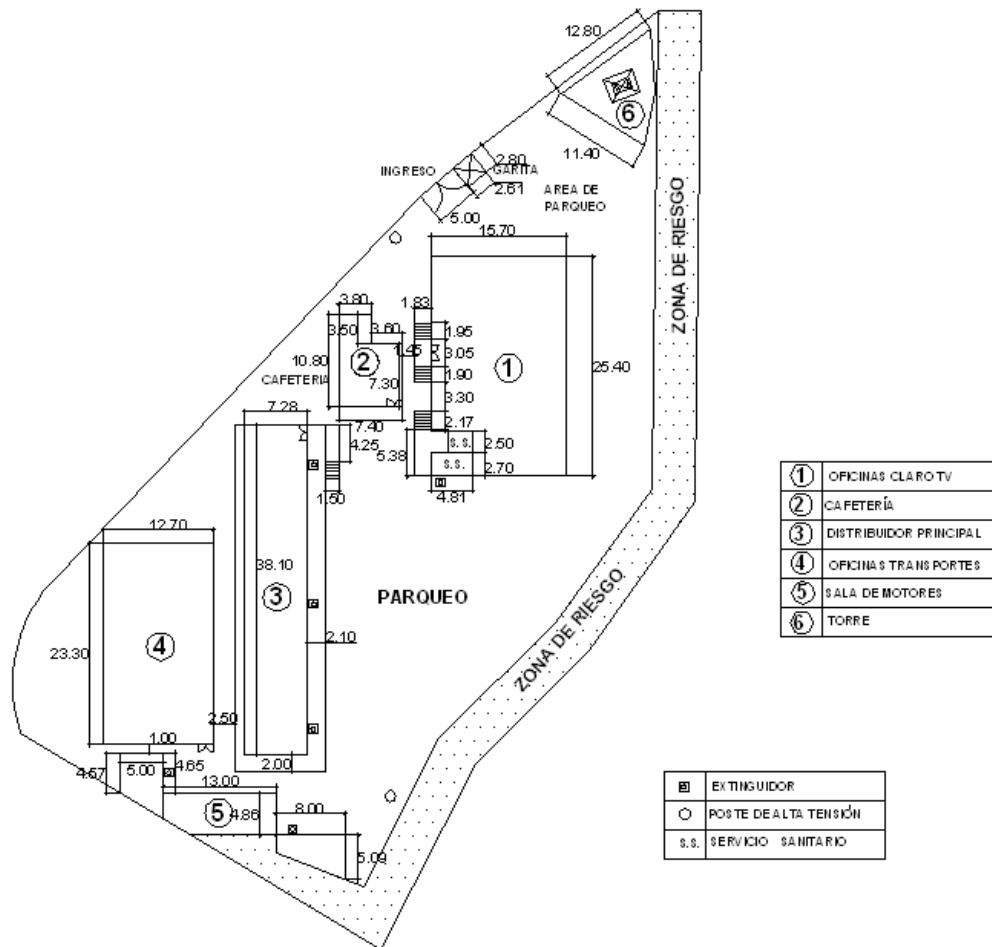 12.80
6
11.40
2.80
INGRESO GARITA
2.61
AREA DE
PARQUEO
5.00
15.70
ZONA DE RIESGO
3.80
1.83
3.50 3.60
1.95
1.45
3.05
10.80
2
1
CAFETERIA
7.30
1.90
25.40
3.30
7.28
7.40
2.17
4.25
5.38
S.S.
2.50
S.S.
2.70
1.50
4.81
12.70
38.10
3
PARQUEO
ZONA DE RIESGO
4
23.30
2.10
2.50
1.00
2.00
4.57
5.00
4.65
13.00
5
4.86
8.00
5.09
1 OFICINAS CLARO TV
2 CAFETERÍA
3 DISTRIBUIDOR PRINCIPAL
4 OFICINAS TRANSPORTES
5 SALA DE MOTORES
6 TORRE
EXTINGUIDOR
POSTE DE ALTA TENSIÓN
S.S. SERVICIO SANITARIO